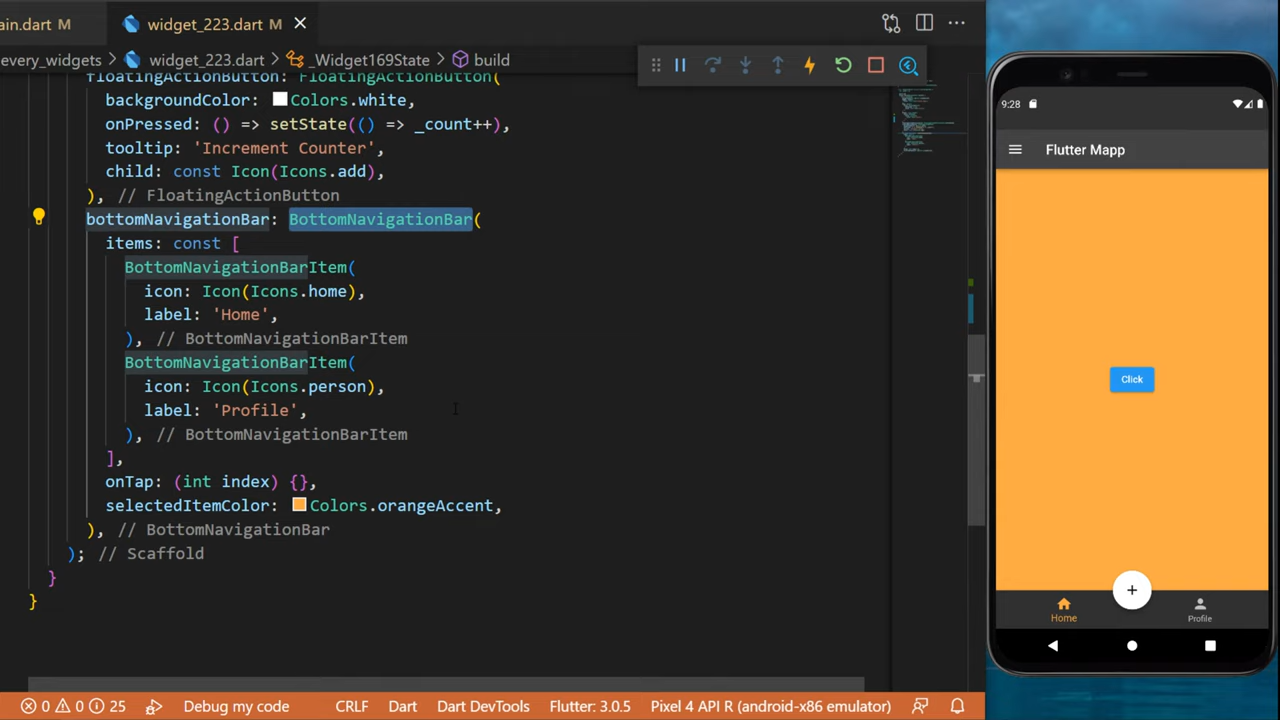 ain.dart M
widget_223.dart M
every_widgets > widget_223.dart > _Widget169State > build
floatingActionButton: FloatingActionButton(
backgroundColor: Colors.white,
onPressed: () => setState(() => _count++),
tooltip: 'Increment Counter',
child: const Icon(Icons.add),
), // FloatingActionButton
bottomNavigationBar: BottomNavigationBar(
items: const [
BottomNavigationBarItem(
icon: Icon(Icons.home),
label: 'Home',
), // BottomNavigationBarItem
BottomNavigationBarItem(
icon: Icon(Icons.person),
label: 'Profile',
), // BottomNavigationBarItem
],
onTap: (int index) {},
selectedItemColor: Colors.orangeAccent,
), // BottomNavigationBar
); // Scaffold
}
}
0 0 25 Debug my code CRLF Dart Dart DevTools Flutter: 3.0.5 Pixel 4 API R (android-x86 emulator)
9:28
Flutter Mapp
Click
+
Home Profile